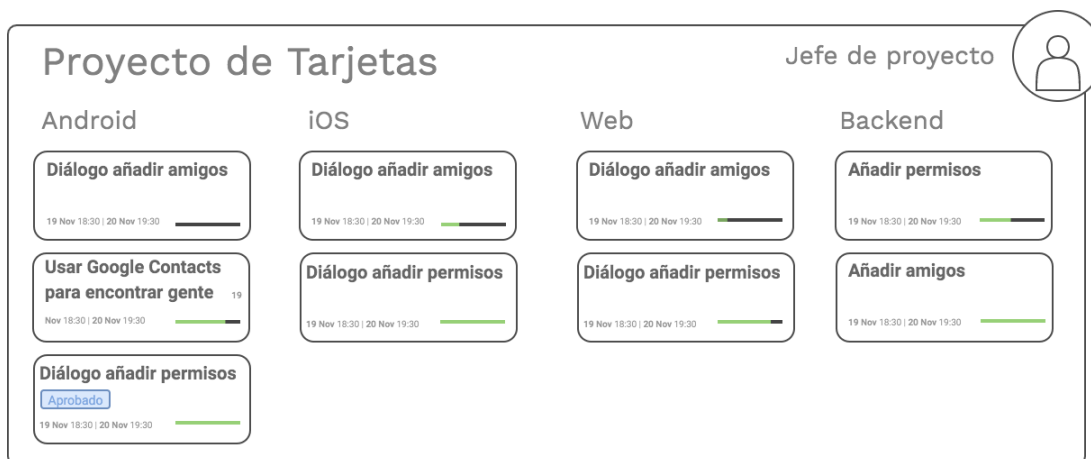 Proyecto de Tarjetas
Jefe de proyecto
Android
iOS
Web
Backend
Diálogo añadir amigos
19 Nov 18:30 | 20 Nov 19:30
Diálogo añadir amigos
19 Nov 18:30 | 20 Nov 19:30
Diálogo añadir amigos
19 Nov 18:30 | 20 Nov 19:30
Añadir permisos
19 Nov 18:30 | 20 Nov 19:30
Usar Google Contacts
para encontrar gente 19
Nov 18:30 | 20 Nov 19:30
Diálogo añadir permisos
19 Nov 18:30 | 20 Nov 19:30
Diálogo añadir permisos
19 Nov 18:30 | 20 Nov 19:30
Añadir amigos
19 Nov 18:30 | 20 Nov 19:30
Diálogo añadir permisos
Aprobado
19 Nov 18:30 | 20 Nov 19:30